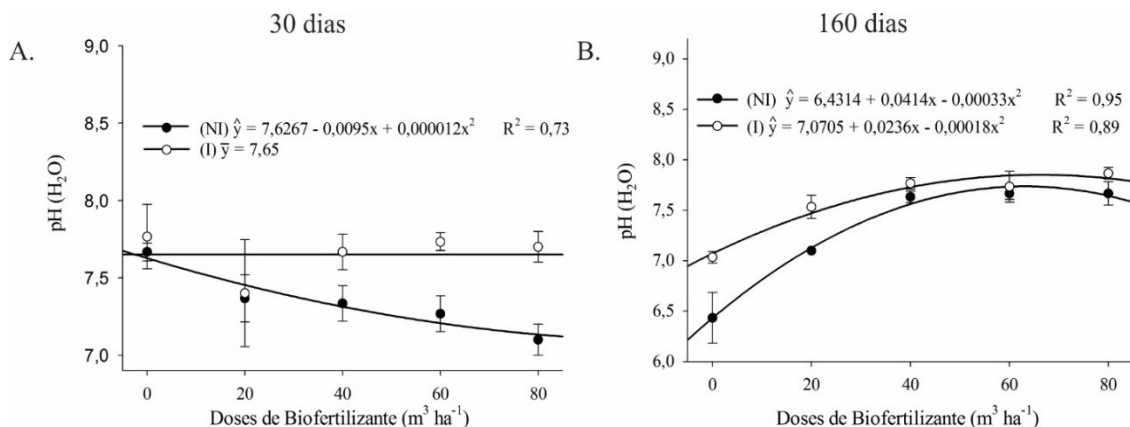 30 dias
A.
9,0
8,5
8,0
7,5
7,0
pH (H₂O)
(NI) ŷ = 7,6267 - 0,0095x + 0,000012x² R² = 0,73
(I) ȳ = 7,65
0 20 40 60 80
Doses de Biofertilizante (m³ ha⁻¹)
160 dias
B.
9,0
8,5
8,0
7,5
7,0
6,5
6,0
pH (H₂O)
(NI) ŷ = 6,4314 + 0,0414x - 0,00033x² R² = 0,95
(I) ŷ = 7,0705 + 0,0236x - 0,00018x² R² = 0,89
0 20 40 60 80
Doses de Biofertilizante (m³ ha⁻¹)